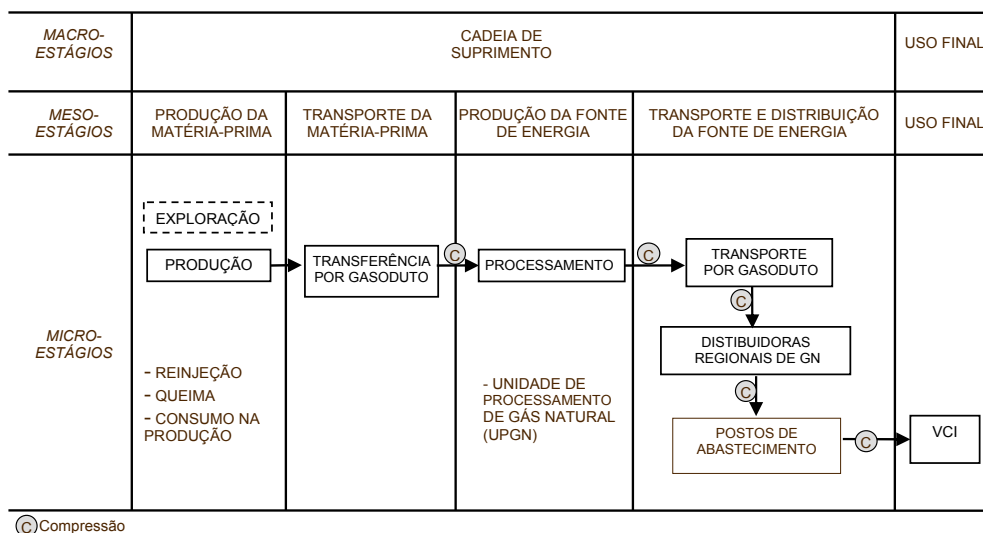 MACRO-
ESTÁGIOS
CADEIA DE
SUPRIMENTO
USO FINAL
MESO-
ESTÁGIOS
PRODUÇÃO DA
MATÉRIA-PRIMA
TRANSPORTE DA
MATÉRIA-PRIMA
PRODUÇÃO DA FONTE
DE ENERGIA
TRANSPORTE E DISTRIBUIÇÃO
DA FONTE DE ENERGIA
USO FINAL
MICRO-
ESTÁGIOS
EXPLORAÇÃO
PRODUÇÃO
TRANSFERÊNCIA
POR GASODUTO
C
PROCESSAMENTO
C
TRANSPORTE
POR GASODUTO
C
DISTIBUIDORAS
REGIONAIS DE GN
C
POSTOS DE
ABASTECIMENTO
C
VCI
- REINJEÇÃO
- QUEIMA
- CONSUMO NA
PRODUÇÃO
- UNIDADE DE
PROCESSAMENTO
DE GÁS NATURAL
(UPGN)
C Compressão